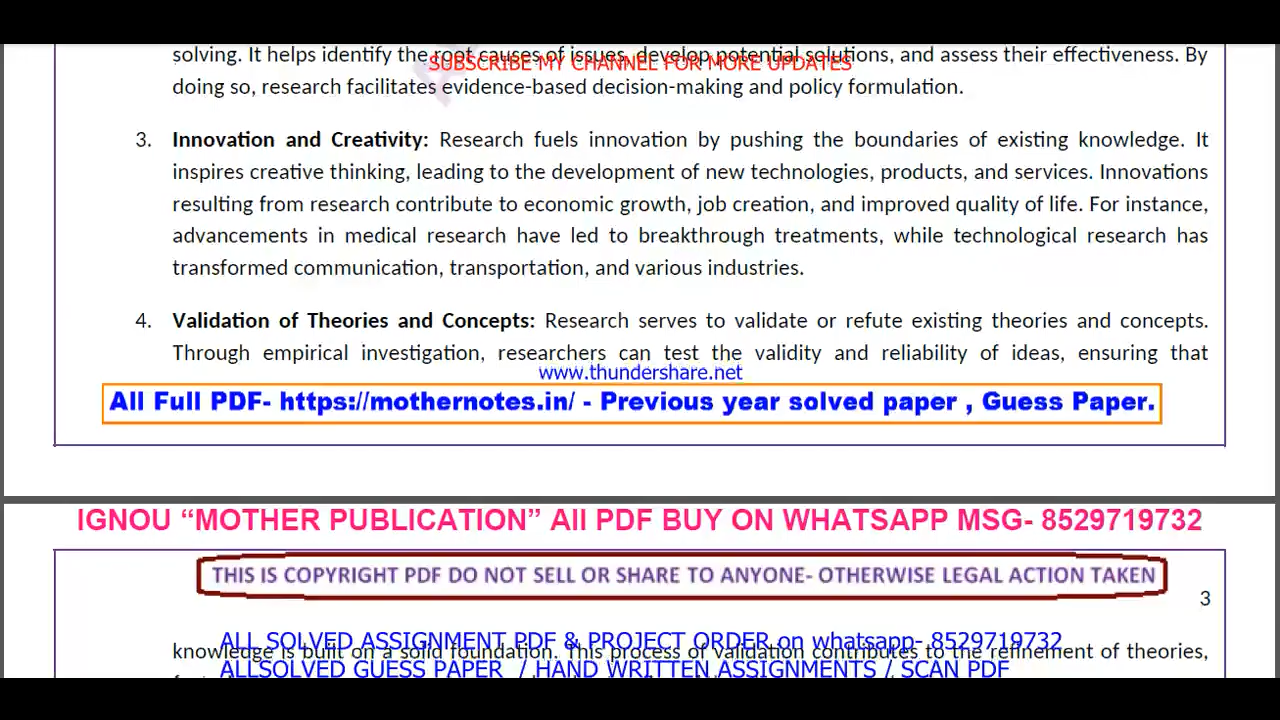 solving. It helps identify the root causes of issues, develop potential solutions, and assess their effectiveness. By
SUBSCRIBE MY CHANNEL FOR MORE UPDATES
doing so, research facilitates evidence-based decision-making and policy formulation.
3. Innovation and Creativity: Research fuels innovation by pushing the boundaries of existing knowledge. It
inspires creative thinking, leading to the development of new technologies, products, and services. Innovations
resulting from research contribute to economic growth, job creation, and improved quality of life. For instance,
advancements in medical research have led to breakthrough treatments, while technological research has
transformed communication, transportation, and various industries.
4. Validation of Theories and Concepts: Research serves to validate or refute existing theories and concepts.
Through empirical investigation, researchers can test the validity and reliability of ideas, ensuring that
www.thundershare.net
All Full PDF- https://mothernotes.in/ - Previous year solved paper , Guess Paper.
IGNOU “MOTHER PUBLICATION” All PDF BUY ON WHATSAPP MSG- 8529719732
THIS IS COPYRIGHT PDF DO NOT SELL OR SHARE TO ANYONE- OTHERWISE LEGAL ACTION TAKEN
3
ALL SOLVED ASSIGNMENT PDF & PROJECT ORDER on whatsapp- 8529719732
knowledge is built on a solid foundation. This process of validation contributes to the refinement of theories,
ALLSOLVED GUESS PAPER / HAND WRITTEN ASSIGNMENTS / SCAN PDF